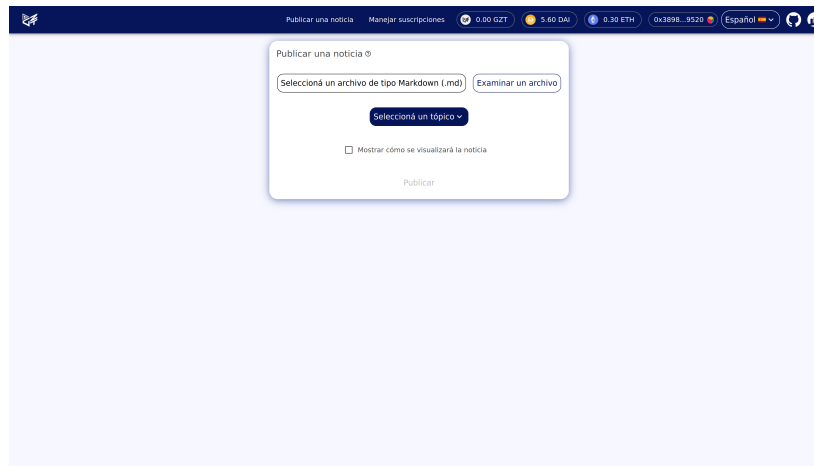 Publicar una noticia Manejar suscripciones 0.00 GZT 5.60 DAI 0.30 ETH 0x3898...9520 Español
Publicar una noticia
Seleccioná un archivo de tipo Markdown (.md) Examinar un archivo
Seleccioná un tópico
Mostrar cómo se visualizará la noticia
Publicar